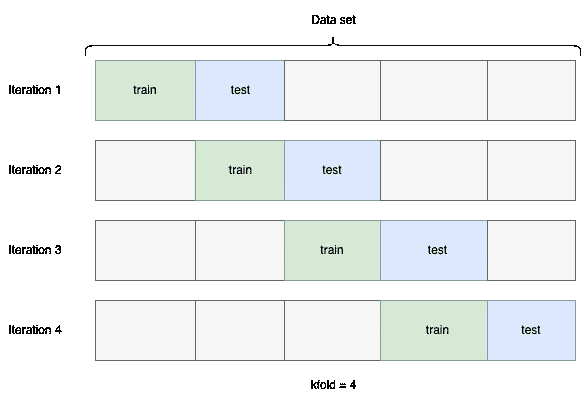 Data set
Iteration 1
train
test
Iteration 2
train
test
Iteration 3
train
test
Iteration 4
train
test
kfold = 4